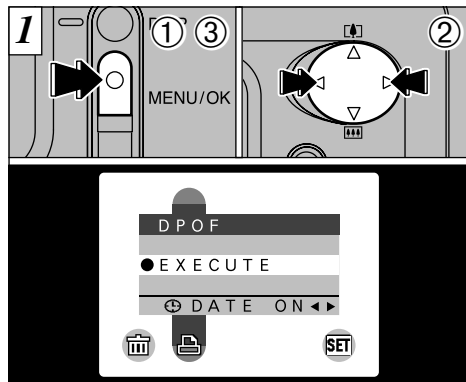 1
① ③
②
MENU/OK
DPOF
●EXECUTE
DATE ON◀▶
SET